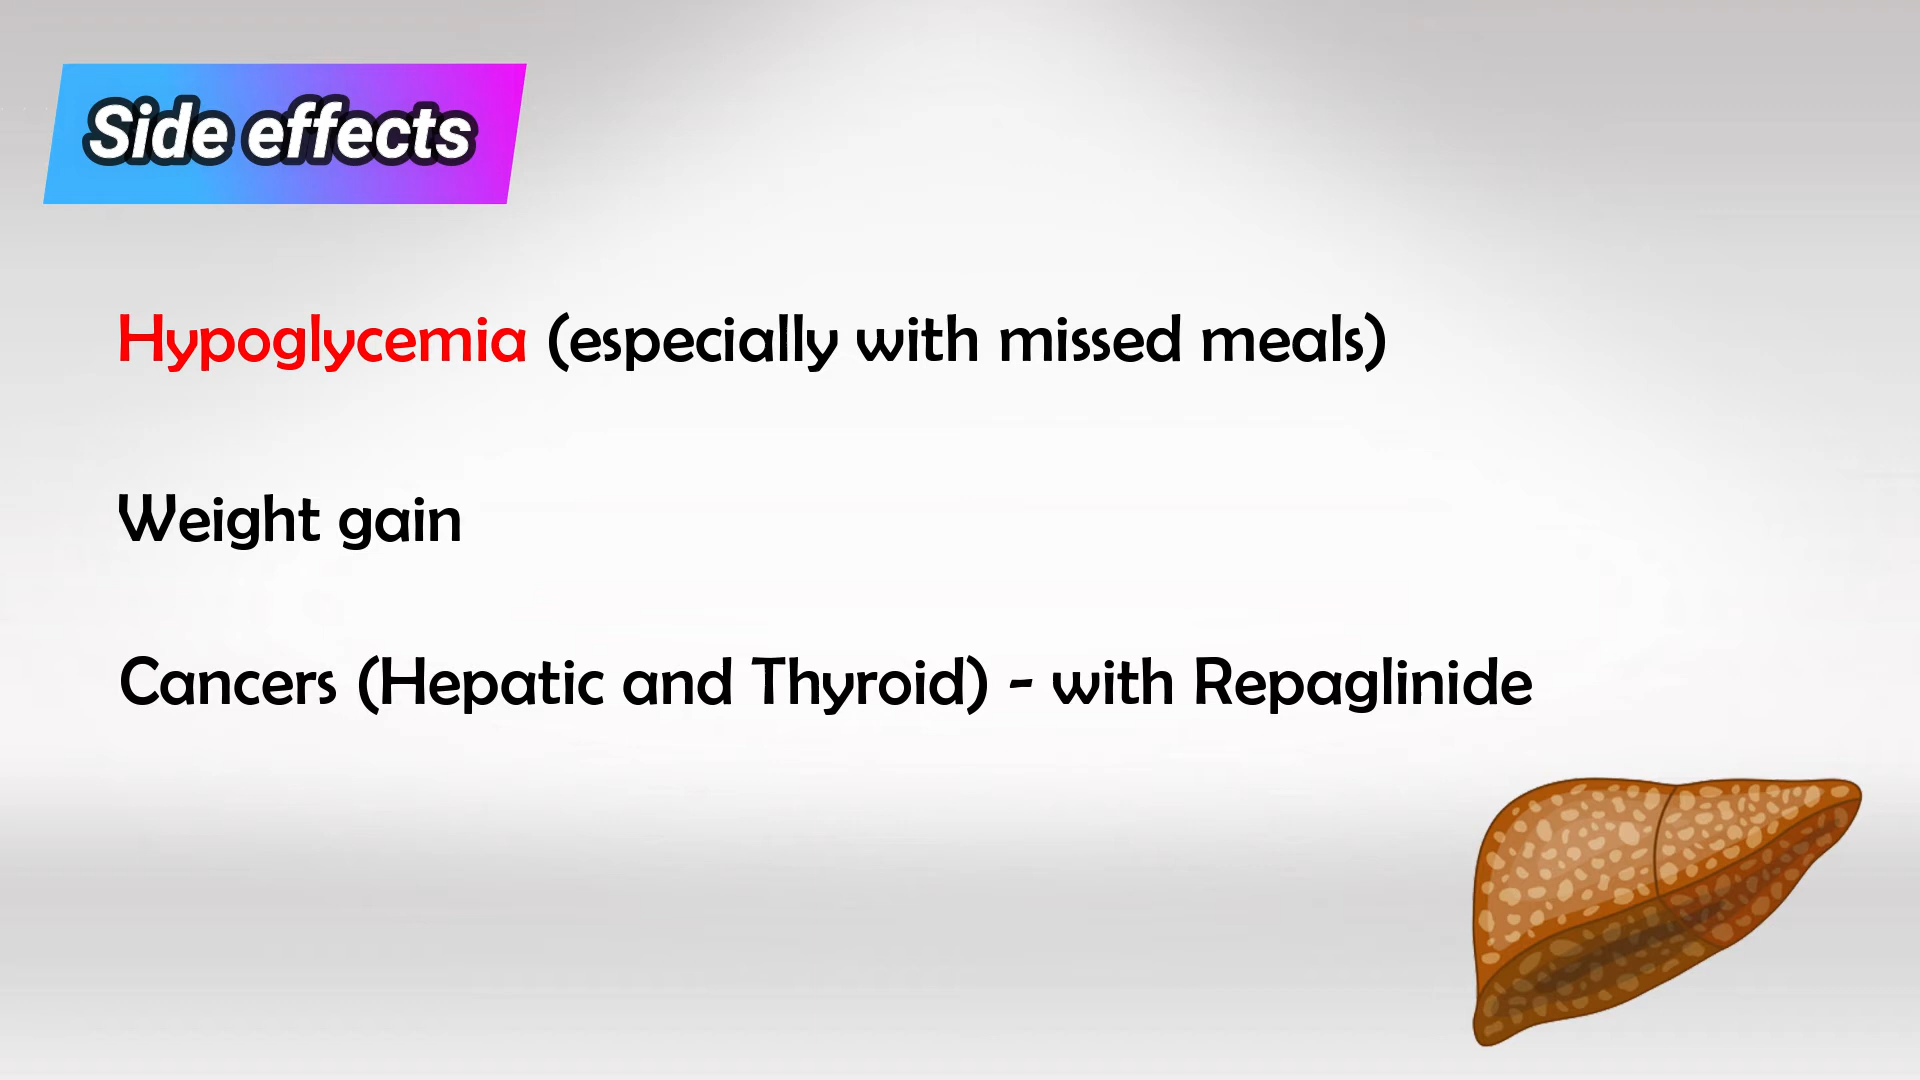 Side effects
Hypoglycemia (especially with missed meals)
Weight gain
Cancers (Hepatic and Thyroid) - with Repaglinide